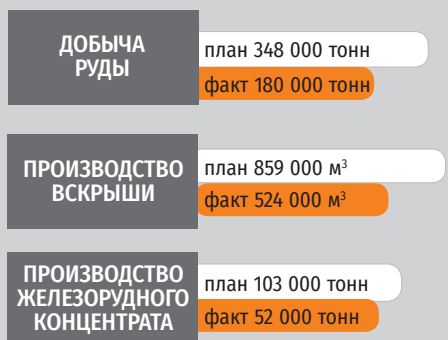 ДОБЫЧА
РУДЫ
план 348 000 тонн
факт 180 000 тонн
ПРОИЗВОДСТВО
ВСКРЫШИ
план 859 000 м³
факт 524 000 м³
ПРОИЗВОДСТВО
ЖЕЛЕЗОРУДНОГО
КОНЦЕНТРАТА
план 103 000 тонн
факт 52 000 тонн